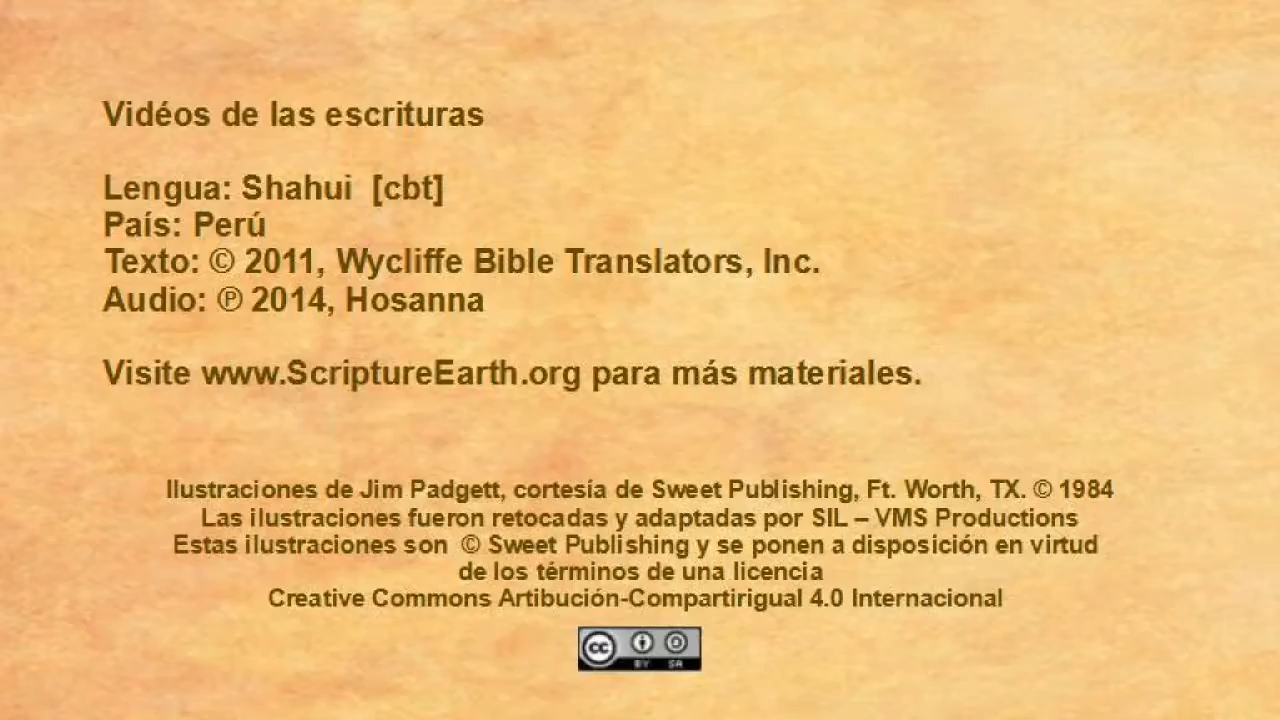 Vidéos de las escrituras
Lengua: Shahui [cbt]
País: Perú
Texto: © 2011, Wycliffe Bible Translators, Inc.
Audio: ℗ 2014, Hosanna
Visite www.ScriptureEarth.org para más materiales.
Ilustraciones de Jim Padgett, cortesía de Sweet Publishing, Ft. Worth, TX. © 1984
Las ilustraciones fueron retocadas y adaptadas por SIL – VMS Productions
Estas ilustraciones son © Sweet Publishing y se ponen a disposición en virtud
de los términos de una licencia
Creative Commons Artibución-Compartirigual 4.0 Internacional
cc BY SA